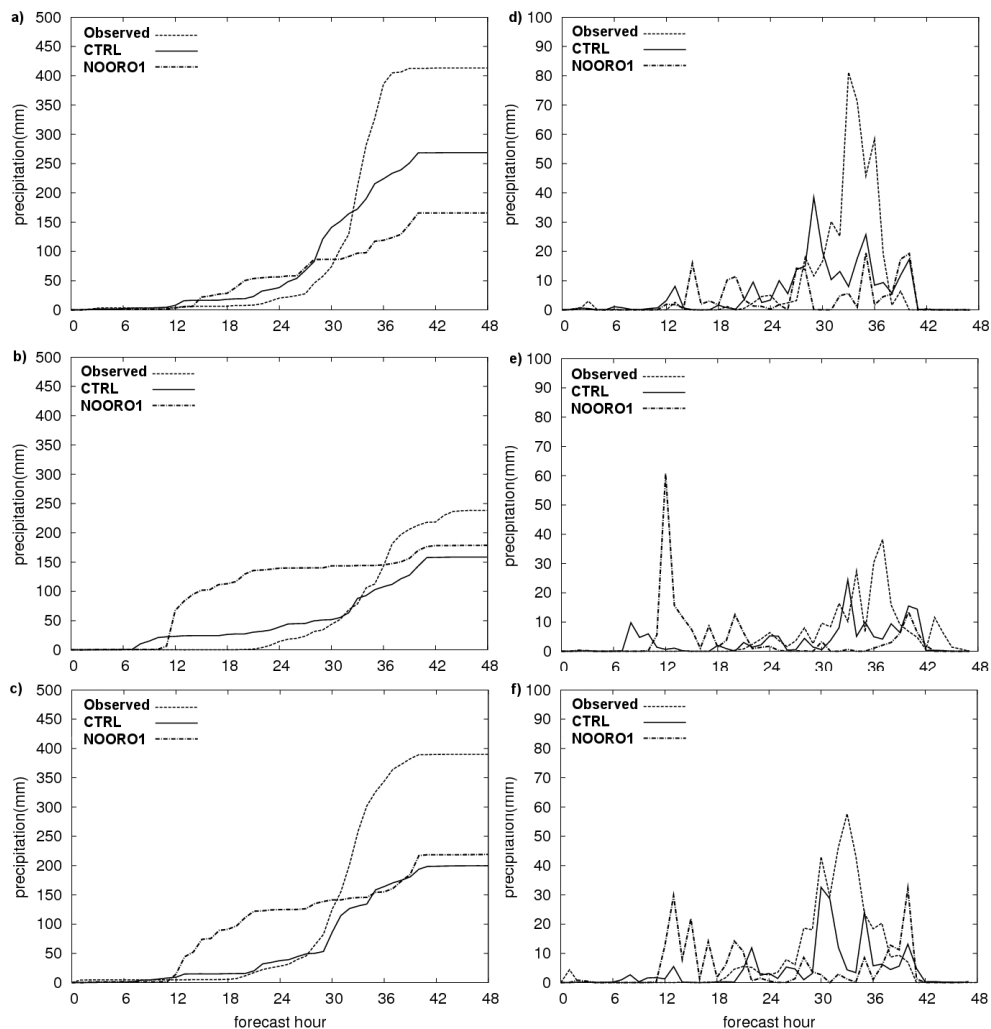 a)
500
450
400
350
300
250
200
150
100
50
0
precipitation(mm)
Observed
CTRL
NOORO1
0 6 12 18 24 30 36 42 48
d)
100
90
80
70
60
50
40
30
20
10
0
precipitation(mm)
Observed
CTRL
NOORO1
0 6 12 18 24 30 36 42 48
b)
500
450
400
350
300
250
200
150
100
50
0
precipitation(mm)
Observed
CTRL
NOORO1
0 6 12 18 24 30 36 42 48
e)
100
90
80
70
60
50
40
30
20
10
0
precipitation(mm)
Observed
CTRL
NOORO1
0 6 12 18 24 30 36 42 48
c)
500
450
400
350
300
250
200
150
100
50
0
precipitation(mm)
Observed
CTRL
NOORO1
0 6 12 18 24 30 36 42 48
forecast hour
f)
100
90
80
70
60
50
40
30
20
10
0
precipitation(mm)
Observed
CTRL
NOORO1
0 6 12 18 24 30 36 42 48
forecast hour